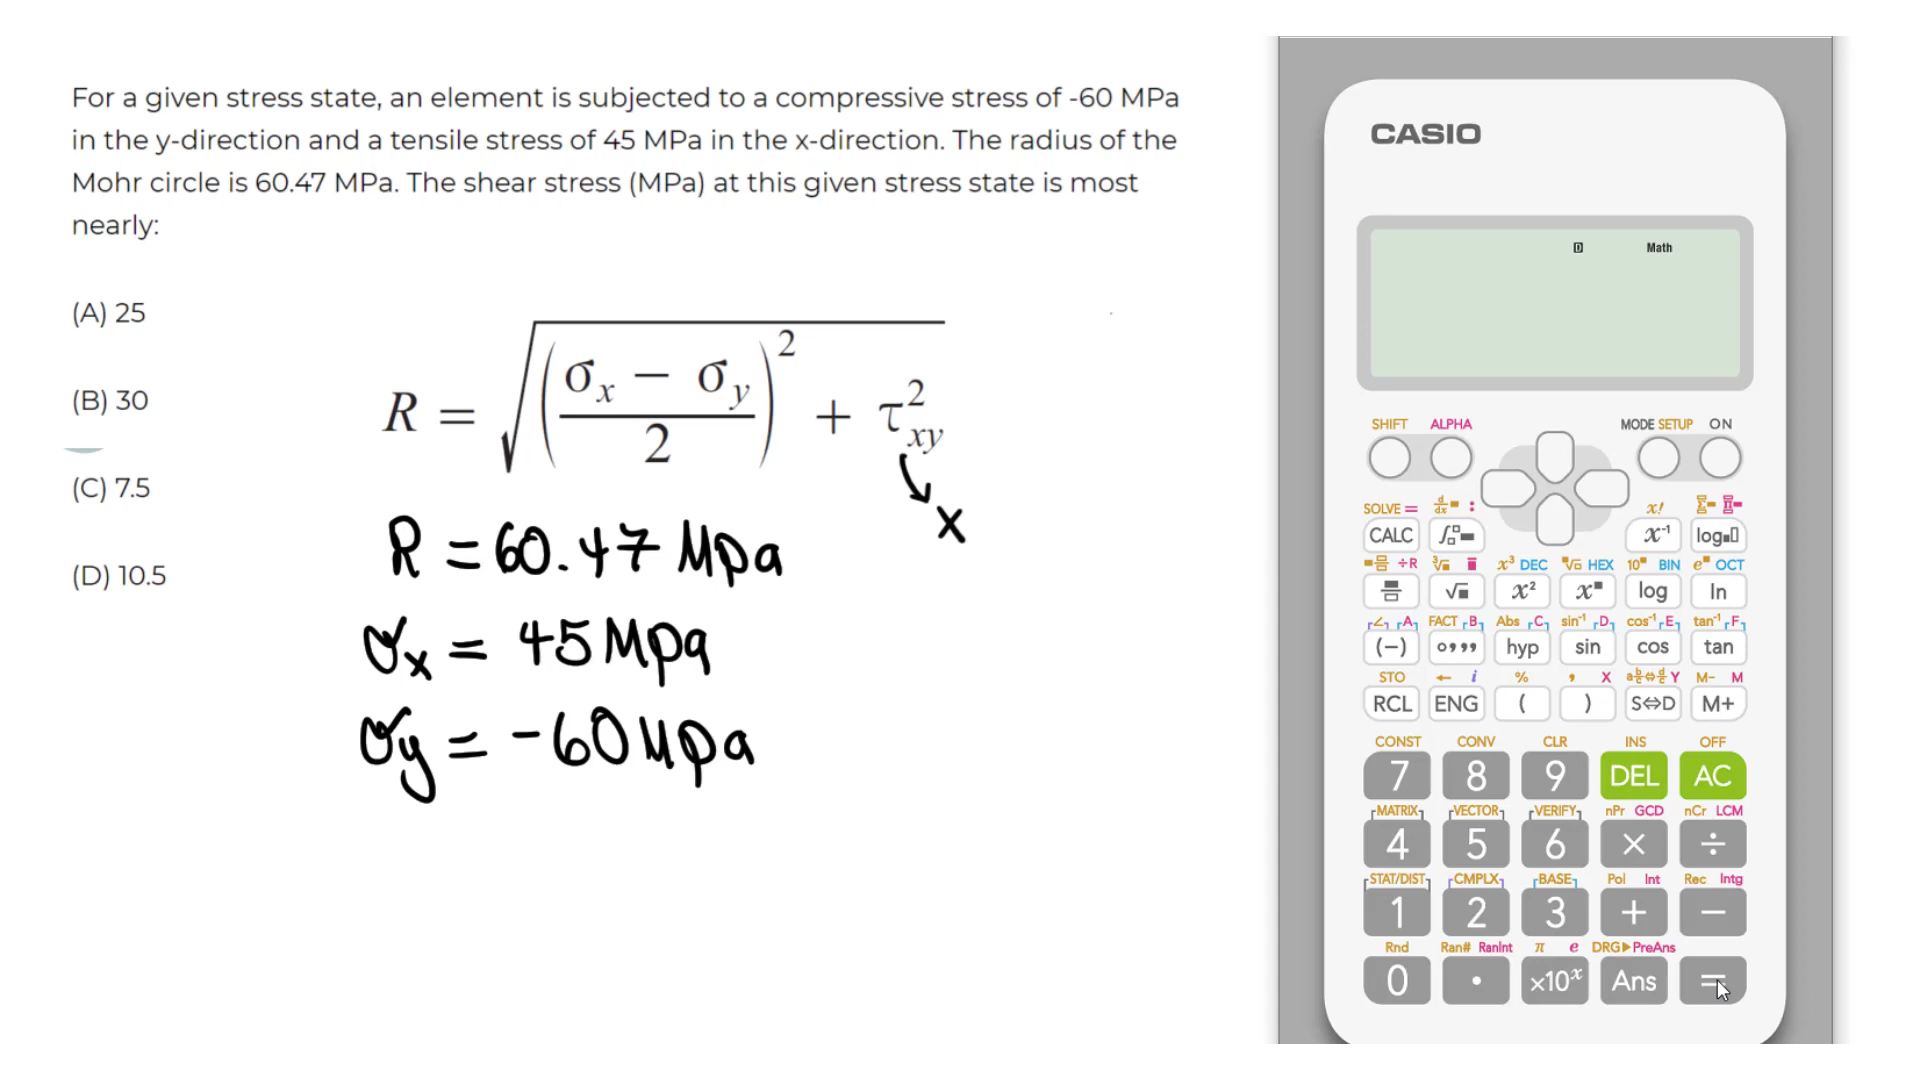 For a given stress state, an element is subjected to a compressive stress of -60 MPa
in the y-direction and a tensile stress of 45 MPa in the x-direction. The radius of the
Mohr circle is 60.47 MPa. The shear stress (MPa) at this given stress state is most
nearly:
(A) 25
(B) 30
(C) 7.5
(D) 10.5
R = √((σx − σy)/2)² + τ²xy
x
R = 60.47 Mpa
σx = 45 Mpa
σy = -60 Mpa
CASIO
D Math
SHIFT ALPHA MODE SETUP ON
SOLVE = d/dx■ : x! Σ■ Π■
CALC ∫■ x⁻¹ log■□
■■/■ ÷R ³√■ x³ DEC ■√□ HEX 10■ BIN e■ OCT
■/■ √■ x² x■ log ln
∠ A FACT B Abs C sin⁻¹ D cos⁻¹ E tan⁻¹ F
(−) °,,, hyp sin cos tan
STO ← i % , X a b/c⇔d/c Y M− M
RCL ENG ( ) S⇔D M+
CONST CONV CLR INS OFF
7 8 9 DEL AC
MATRIX VECTOR VERIFY nPr GCD nCr LCM
4 5 6 × ÷
STAT/DIST CMPLX BASE Pol Int Rec Intg
1 2 3 + −
Rnd Ran# RanInt π e DRG▶ PreAns
0 . ×10ˣ Ans =